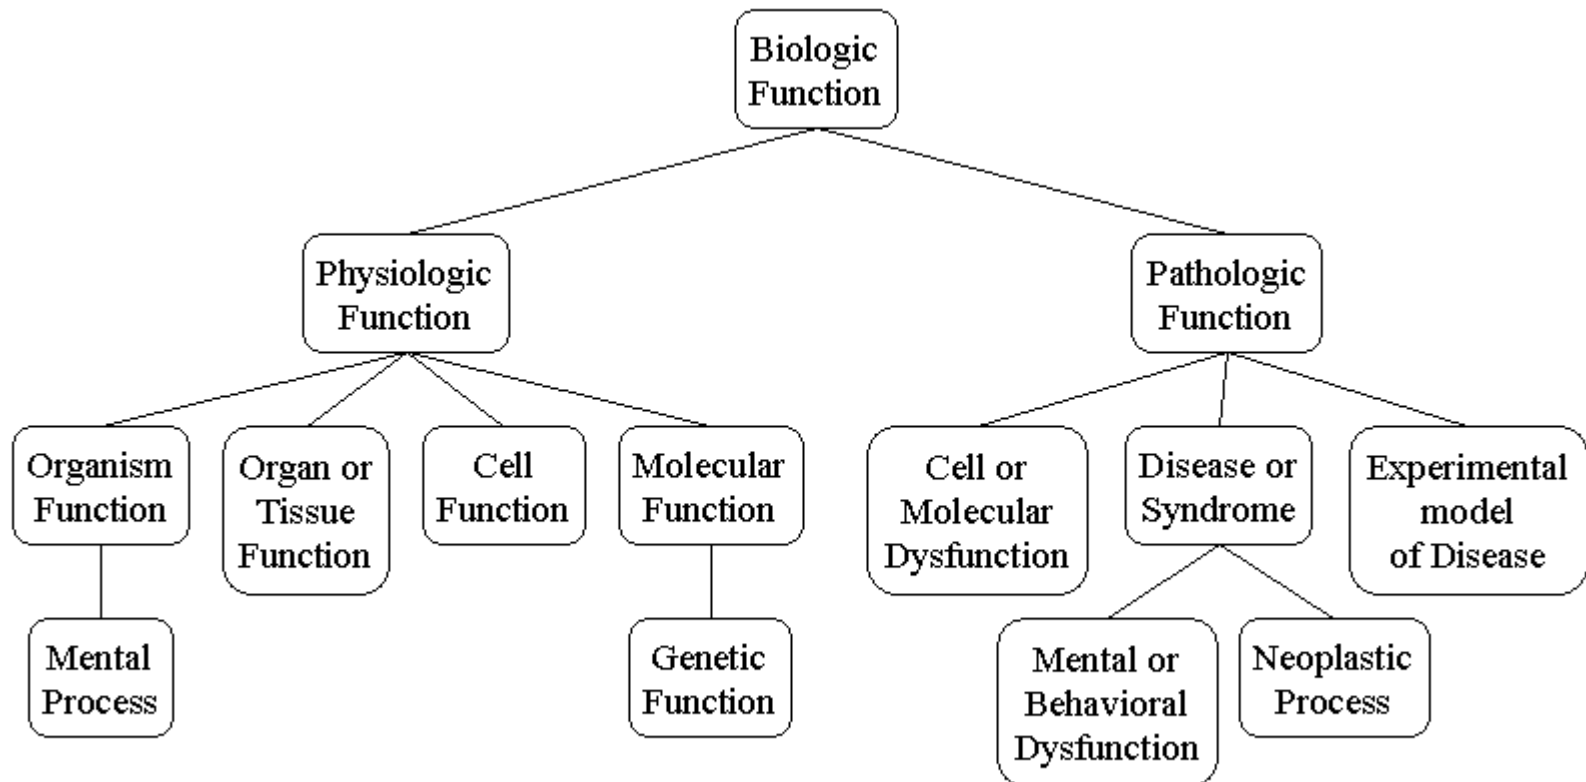 Biologic
Function
Physiologic
Function
Pathologic
Function
Organism
Function
Organ or
Tissue
Function
Cell
Function
Molecular
Function
Cell or
Molecular
Dysfunction
Disease or
Syndrome
Experimental
model
of Disease
Mental
Process
Genetic
Function
Mental or
Behavioral
Dysfunction
Neoplastic
Process